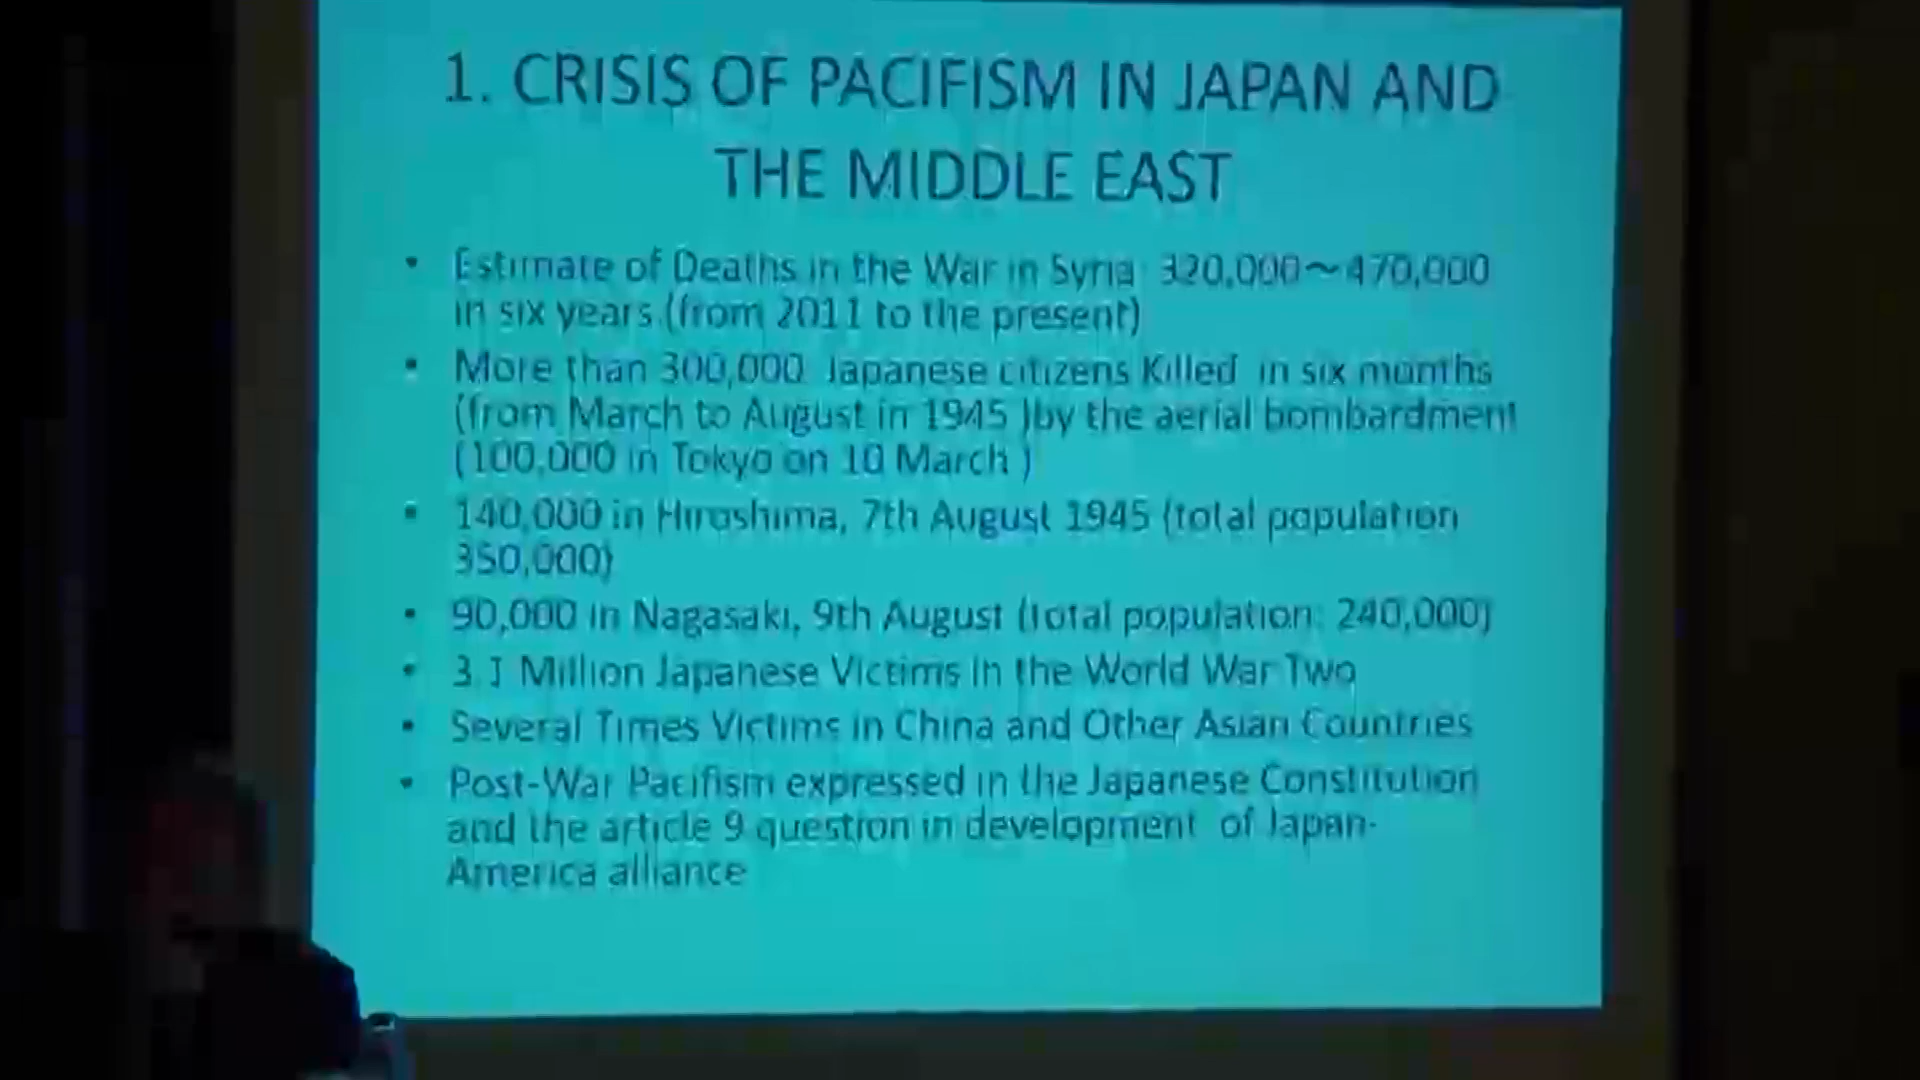 1. CRISIS OF PACIFISM IN JAPAN AND
THE MIDDLE EAST
• Estimate of Deaths in the War in Syria 320,000～470,000
in six years (from 2011 to the present)
• More than 300,000 Japanese citizens Killed in six months
(from March to August in 1945 )by the aerial bombardment
(100,000 in Tokyo on 10 March )
• 140,000 in Hiroshima, 7th August 1945 (total population
350,000)
• 90,000 in Nagasaki, 9th August (total population: 240,000)
• 3.1 Million Japanese Victims in the World War Two
• Several Times Victims in China and Other Asian Countries
• Post-War Pacifism expressed in the Japanese Constitution
and the article 9 question in development of Japan-
America alliance